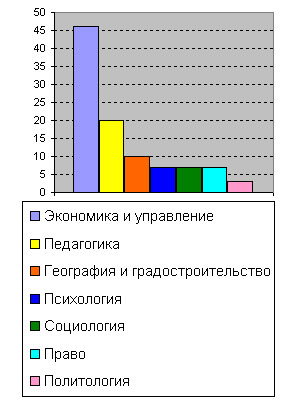 50
45
40
35
30
25
20
15
10
5
0
Экономика и управление
Педагогика
География и градостроительство
Психология
Социология
Право
Политология